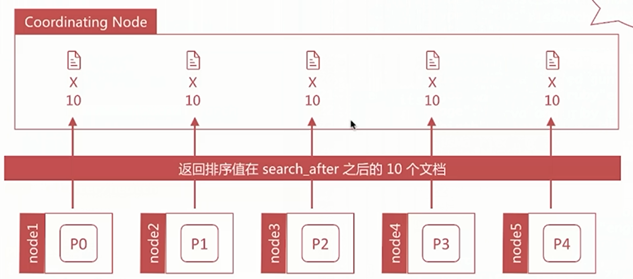 Coordinating Node
X X X X X
10 10 10 10 10
返回排序值在 search_after 之后的 10 个文档
node1 P0 node2 P1 node3 P2 node4 P3 node5 P4